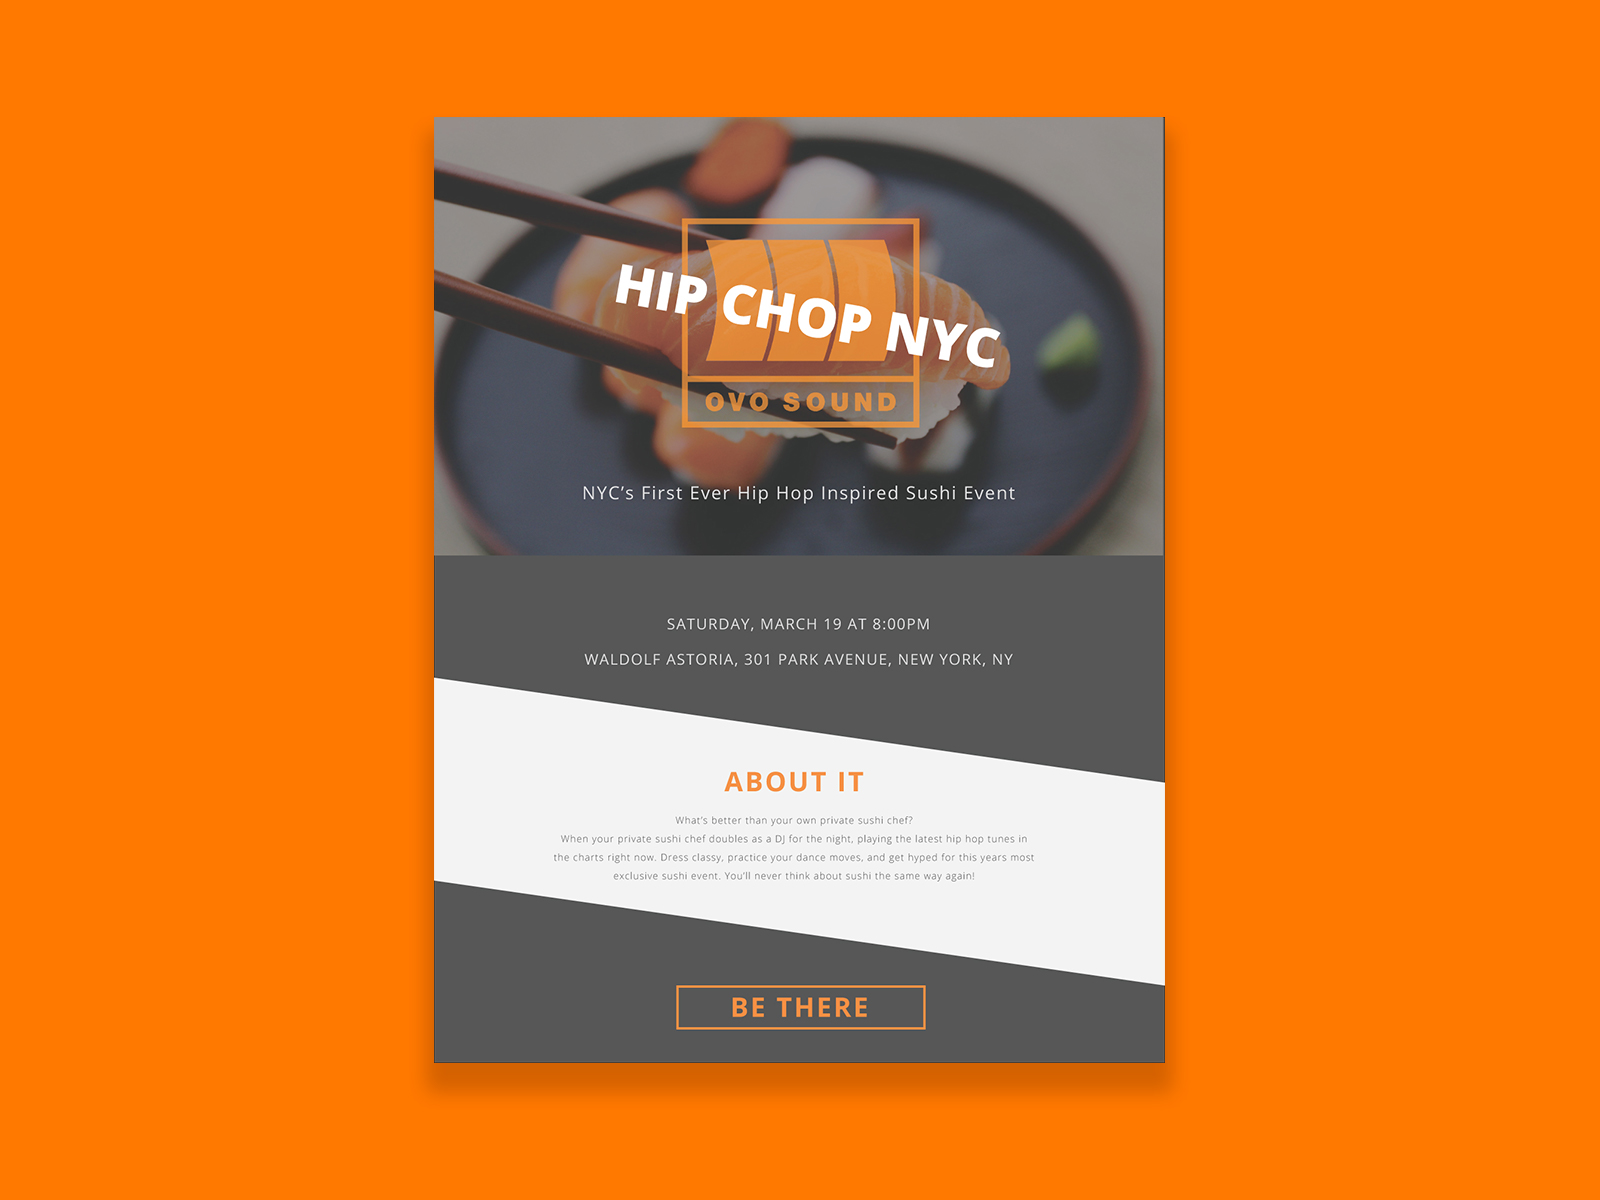 HIP CHOP NYC
OVO SOUND
NYC's First Ever Hip Hop Inspired Sushi Event
SATURDAY, MARCH 19 AT 8:00PM
WALDOLF ASTORIA, 301 PARK AVENUE, NEW YORK, NY
ABOUT IT
What's better than your own private sushi chef?
When your private sushi chef doubles as a DJ for the night, playing the latest hip hop tunes in
the charts right now. Dress classy, practice your dance moves, and get hyped for this years most
exclusive sushi event. You'll never think about sushi the same way again!
BE THERE